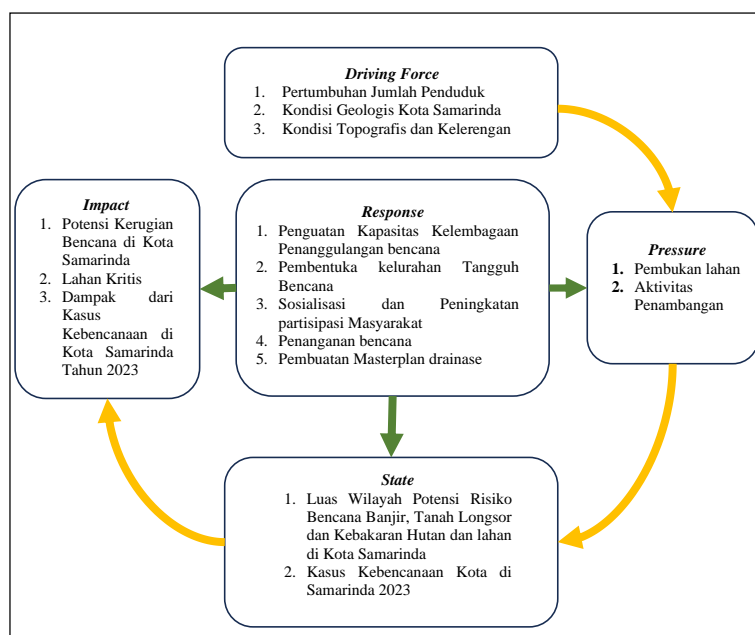 Driving Force
1. Pertumbuhan Jumlah Penduduk
2. Kondisi Geologis Kota Samarinda
3. Kondisi Topografis dan Kelerengan
Impact
1. Potensi Kerugian
Bencana di Kota
Samarinda
2. Lahan Kritis
3. Dampak dari
Kasus
Kebencanaan di
Kota Samarinda
Tahun 2023
Response
1. Penguatan Kapasitas Kelembagaan
Penanggulangan bencana
2. Pembentuka kelurahan Tangguh
Bencana
3. Sosialisasi dan Peningkatan
partisipasi Masyarakat
4. Penanganan bencana
5. Pembuatan Masterplan drainase
Pressure
1. Pembukan lahan
2. Aktivitas
Penambangan
State
1. Luas Wilayah Potensi Risiko
Bencana Banjir, Tanah Longsor
dan Kebakaran Hutan dan lahan
di Kota Samarinda
2. Kasus Kebencanaan Kota di
Samarinda 2023